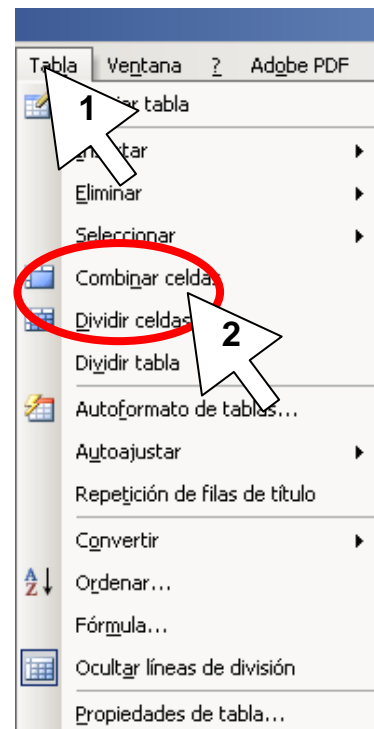 Tabla Ventana ? Adobe PDF
1
tabla
Insertar
Eliminar
Seleccionar
Combinar celdas
Dividir celdas
2
Dividir tabla
Autoformato de tablas...
Autoajustar
Repetición de filas de título
Convertir
Ordenar...
Fórmula...
Ocultar líneas de división
Propiedades de tabla...